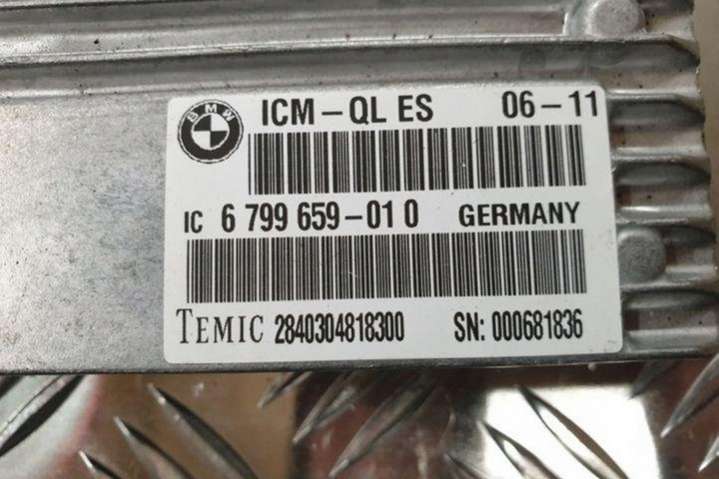 BMW
ICM-QL ES 06-11
IC 6 799 659-01 0 GERMANY
TEMIC 2840304818300 SN: 000681836